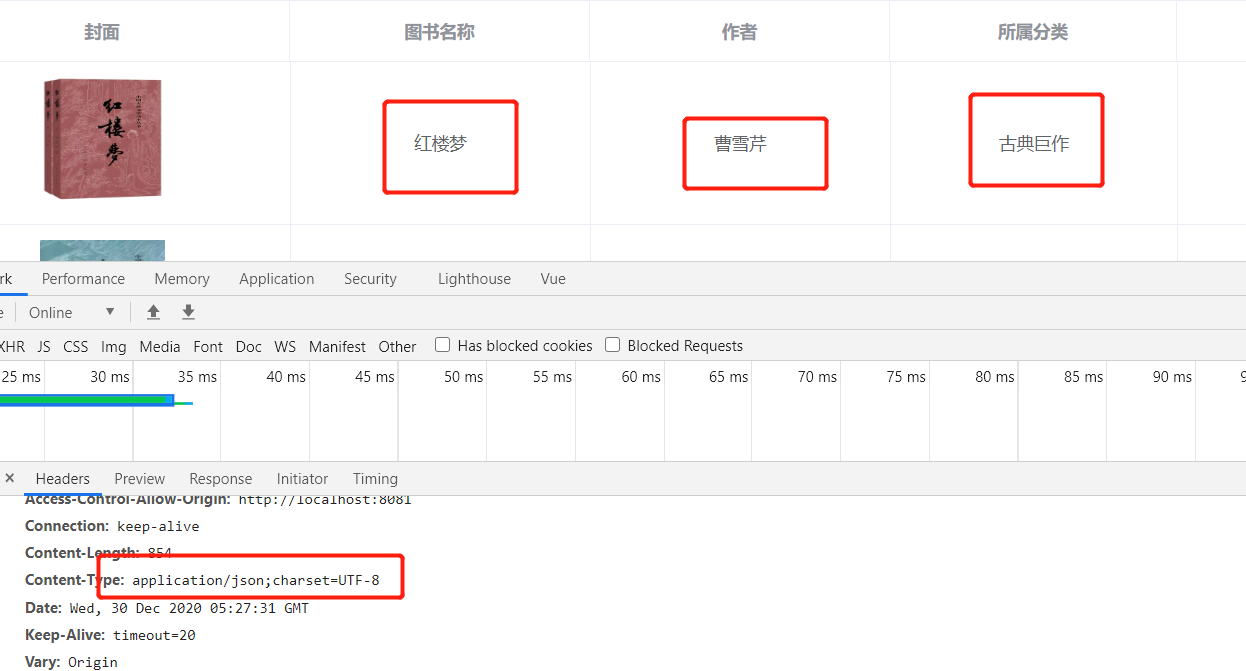 封面 图书名称 作者 所属分类
红楼夢
红楼梦 曹雪芹 古典巨作
rk Performance Memory Application Security Lighthouse Vue
e Online ▼
XHR JS CSS Img Media Font Doc WS Manifest Other Has blocked cookies Blocked Requests
25 ms 30 ms 35 ms 40 ms 45 ms 50 ms 55 ms 60 ms 65 ms 70 ms 75 ms 80 ms 85 ms 90 ms 9
× Headers Preview Response Initiator Timing
Access-Control-Allow-Origin: http://localhost:8081
Connection: keep-alive
Content-Length: 854
Content-Type: application/json;charset=UTF-8
Date: Wed, 30 Dec 2020 05:27:31 GMT
Keep-Alive: timeout=20
Vary: Origin